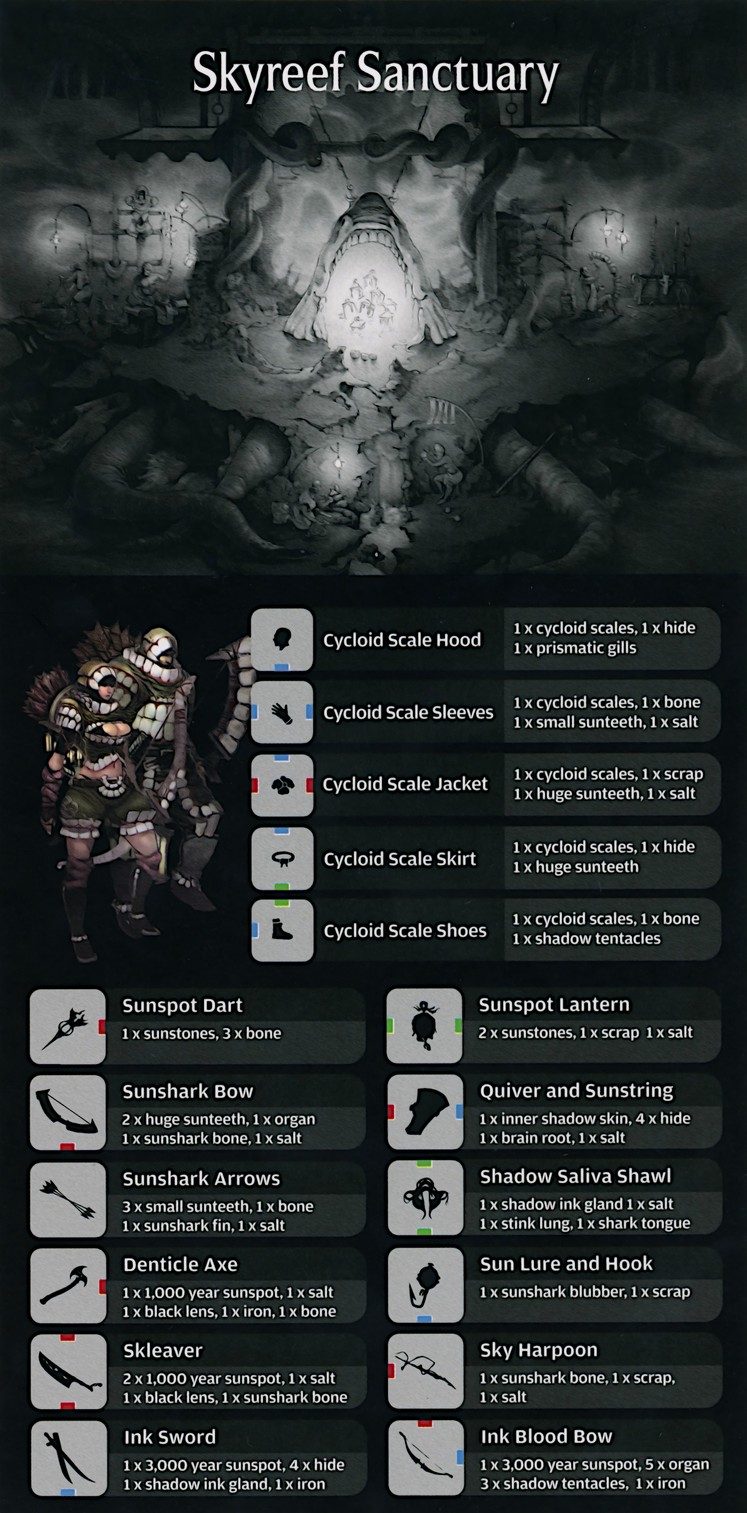 Skyreef Sanctuary
Cycloid Scale Hood
1 x cycloid scales, 1 x hide
1 x prismatic gills
Cycloid Scale Sleeves
1 x cycloid scales, 1 x bone
1 x small sunteeth, 1 x salt
Cycloid Scale Jacket
1 x cycloid scales, 1 x scrap
1 x huge sunteeth, 1 x salt
Cycloid Scale Skirt
1 x cycloid scales, 1 x hide
1 x huge sunteeth
Cycloid Scale Shoes
1 x cycloid scales, 1 x bone
1 x shadow tentacles
Sunspot Dart
1 x sunstones, 3 x bone
Sunspot Lantern
2 x sunstones, 1 x scrap 1 x salt
Sunshark Bow
2 x huge sunteeth, 1 x organ
1 x sunshark bone, 1 x salt
Quiver and Sunstring
1 x inner shadow skin, 4 x hide
1 x brain root, 1 x salt
Sunshark Arrows
3 x small sunteeth, 1 x bone
1 x sunshark fin, 1 x salt
Shadow Saliva Shawl
1 x shadow ink gland 1 x salt
1 x stink lung, 1 x shark tongue
Denticle Axe
1 x 1,000 year sunspot, 1 x salt
1 x black lens, 1 x iron, 1 x bone
Sun Lure and Hook
1 x sunshark blubber, 1 x scrap
Skleaver
2 x 1,000 year sunspot, 1 x salt
1 x black lens, 1 x sunshark bone
Sky Harpoon
1 x sunshark bone, 1 x scrap,
1 x salt
Ink Sword
1 x 3,000 year sunspot, 4 x hide
1 x shadow ink gland, 1 x iron
Ink Blood Bow
1 x 3,000 year sunspot, 5 x organ
3 x shadow tentacles, 1 x iron